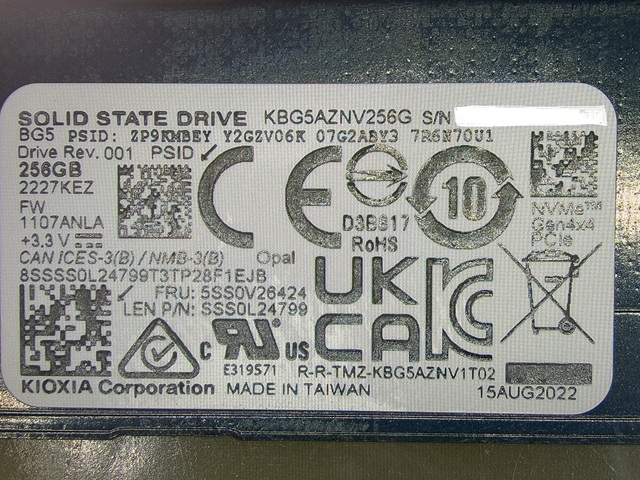 SOLID STATE DRIVE KBG5AZNV256G S/N
BG5 PSID: ZP9KMBEY Y2GZV06K 07G2ABY3 7R6N70U1
Drive Rev. 001 PSID
256GB
2227KEZ
FW
1107ANLA
+3.3 V
D3B817
RoHS
10
NVMe™
Gen4x4
PCIe
CAN ICES-3(B) / NMB-3(B) Opal
8SSSS0L24799T3TP28F1EJB
FRU: 5SS0V26424
LEN P/N: SSS0L24799
UK
CA
C US
E319571 R-R-TMZ-KBG5AZNV1T02
KIOXIA Corporation MADE IN TAIWAN 15AUG2022